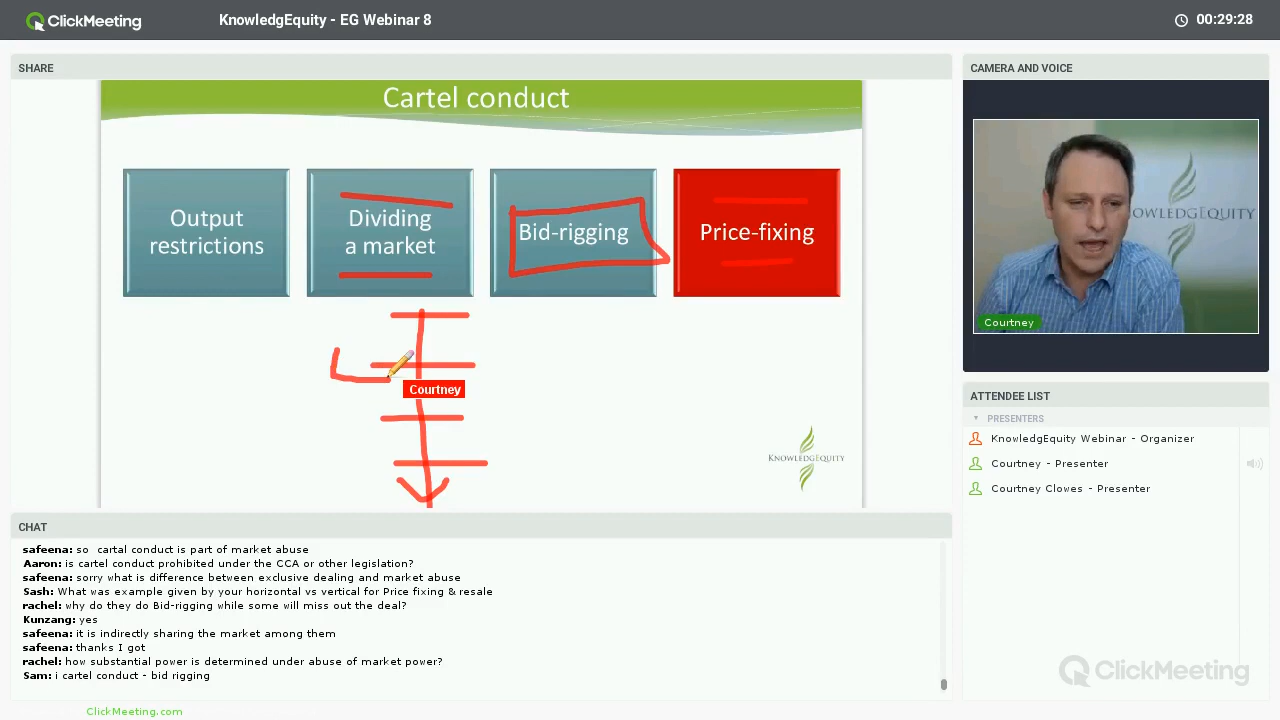 ClickMeeting
KnowledgEquity - EG Webinar 8
00:29:28
SHARE
Cartel conduct
Output
restrictions
Dividing
a market
Bid-rigging
Price-fixing
Courtney
KNOWLEDGEQUITY
CHAT
safeena: so cartal conduct is part of market abuse
Aaron: is cartel conduct prohibited under the CCA or other legislation?
safeena: sorry what is difference between exclusive dealing and market abuse
Sash: What was example given by your horizontal vs vertical for Price fixing & resale
rachel: why do they do Bid-rigging while some will miss out the deal?
Kunzang: yes
safeena: it is indirectly sharing the market among them
safeena: thanks I got
rachel: how substantial power is determined under abuse of market power?
Sam: i cartel conduct - bid rigging
ClickMeeting.com
CAMERA AND VOICE
KNOWLEDGEQUITY
Courtney
ATTENDEE LIST
PRESENTERS
KnowledgEquity Webinar - Organizer
Courtney - Presenter
Courtney Clowes - Presenter
ClickMeeting